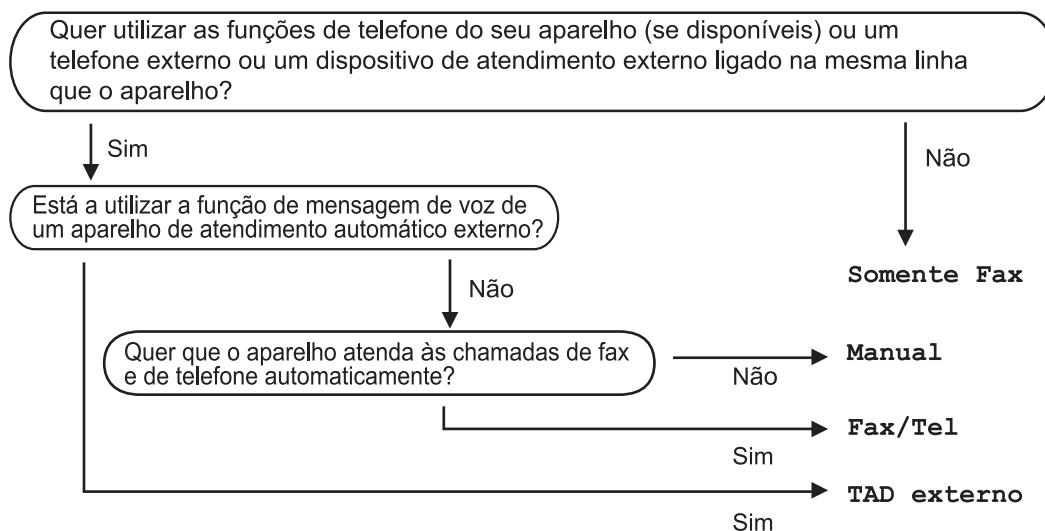 Quer utilizar as funções de telefone do seu aparelho (se disponíveis) ou um
telefone externo ou um dispositivo de atendimento externo ligado na mesma linha
que o aparelho?
Sim
Não
Está a utilizar a função de mensagem de voz de
um aparelho de atendimento automático externo?
Somente Fax
Não
Quer que o aparelho atenda às chamadas de fax
e de telefone automaticamente?
Manual
Não
Fax/Tel
Sim
TAD externo
Sim